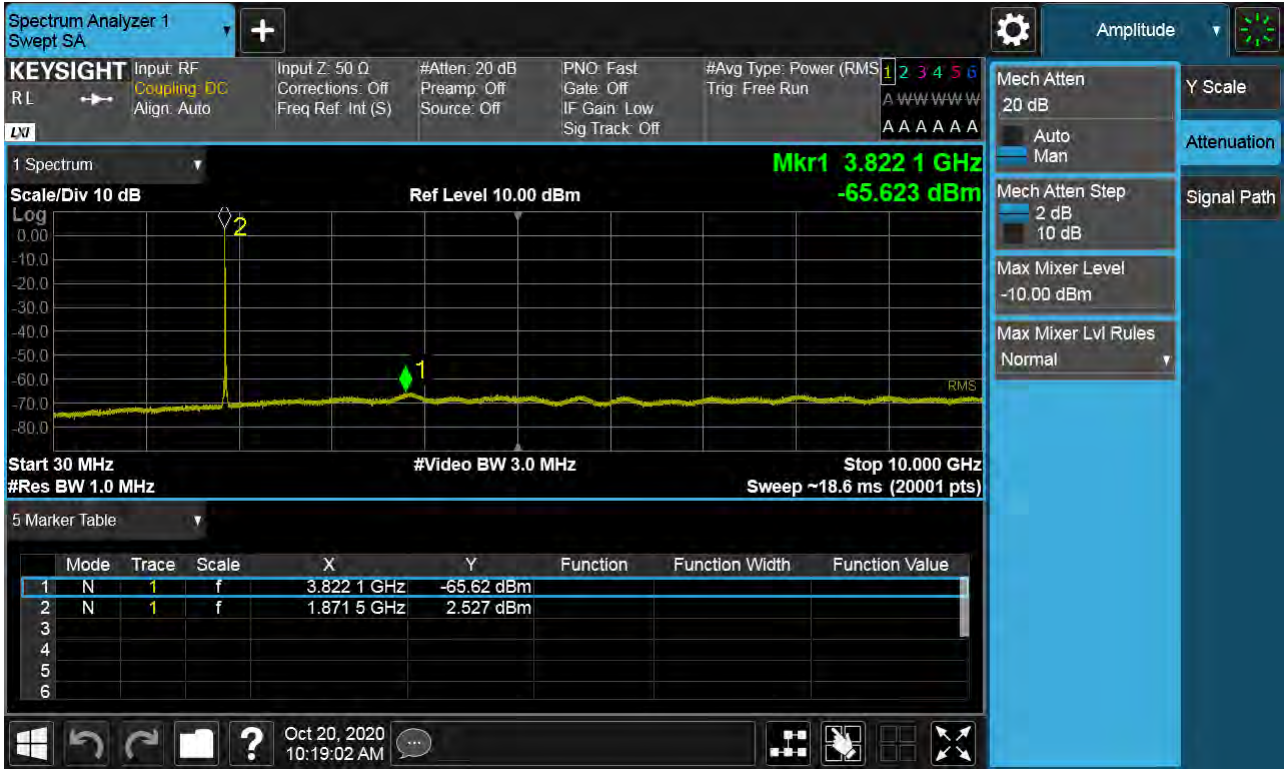 Spectrum Analyzer 1
Swept SA
+
Amplitude
KEYSIGHT
RL
LXI
Input: RF
Coupling: DC
Align: Auto
Input Z: 50 Ω
Corrections: Off
Freq Ref: Int (S)
#Atten: 20 dB
Preamp: Off
Source: Off
PNO: Fast
Gate: Off
IF Gain: Low
Sig Track: Off
#Avg Type: Power (RMS
Trig: Free Run
1 2 3 4 5 6
A W W W W W
A A A A A A
1 Spectrum
Mkr1 3.822 1 GHz
-65.623 dBm
Scale/Div 10 dB
Ref Level 10.00 dBm
Log
0.00
-10.0
-20.0
-30.0
-40.0
-50.0
-60.0
-70.0
-80.0
2
1
RMS
Start 30 MHz
#Video BW 3.0 MHz
Stop 10.000 GHz
#Res BW 1.0 MHz
Sweep ~18.6 ms (20001 pts)
5 Marker Table
Mode Trace Scale X Y Function Function Width Function Value
1 N 1 f 3.822 1 GHz -65.62 dBm
2 N 1 f 1.871 5 GHz 2.527 dBm
3
4
5
6
?
Oct 20, 2020
10:19:02 AM
Mech Atten
20 dB
Auto
Man
Mech Atten Step
2 dB
10 dB
Max Mixer Level
-10.00 dBm
Max Mixer Lvl Rules
Normal
Y Scale
Attenuation
Signal Path